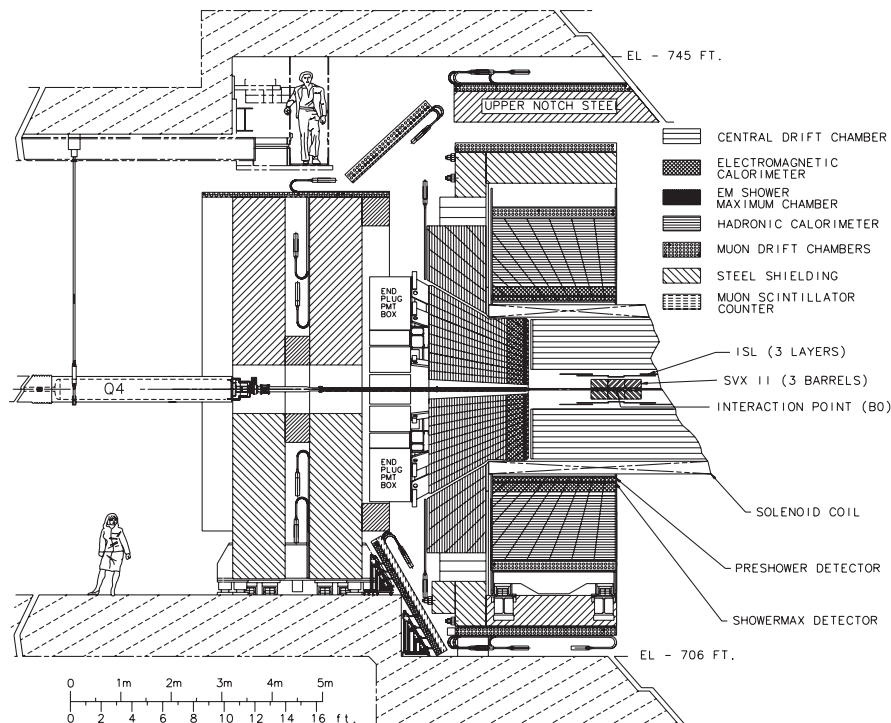 EL - 745 FT.
UPPER NOTCH STEEL
CENTRAL DRIFT CHAMBER
ELECTROMAGNETIC
CALORIMETER
EM SHOWER
MAXIMUM CHAMBER
HADRONIC CALORIMETER
MUON DRIFT CHAMBERS
STEEL SHIELDING
MUON SCINTILLATOR
COUNTER
END
PLUG
PMT
BOX
ISL (3 LAYERS)
Q4
SVX II (3 BARRELS)
INTERACTION POINT (B0)
END
PLUG
PMT
BOX
SOLENOID COIL
PRESHOWER DETECTOR
SHOWERMAX DETECTOR
EL - 706 FT.
0 1m 2m 3m 4m 5m
0 2 4 6 8 10 12 14 16 ft.